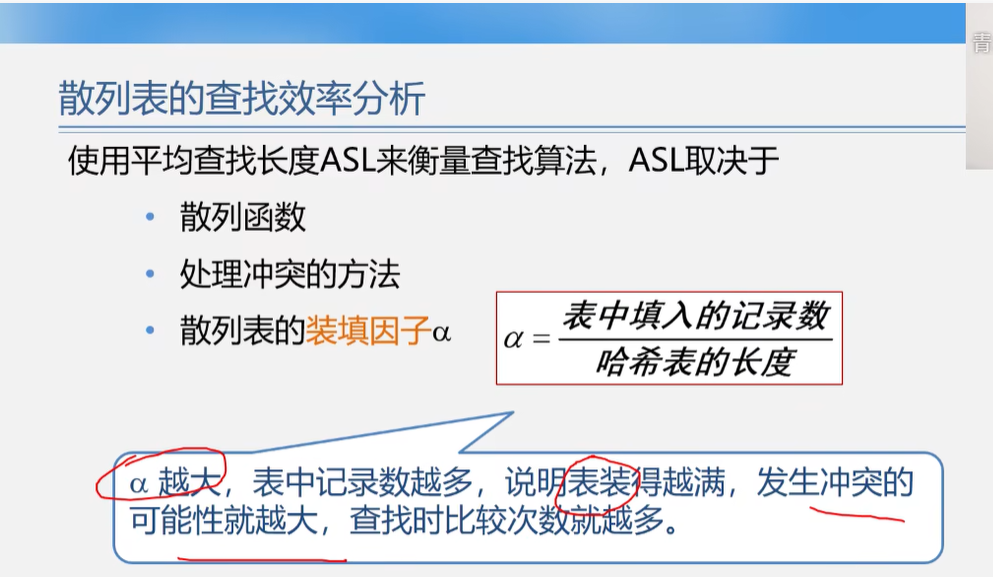 青
散列表的查找效率分析
使用平均查找长度ASL来衡量查找算法，ASL取决于
• 散列函数
• 处理冲突的方法
• 散列表的装填因子α
α = 表中填入的记录数
哈希表的长度
α 越大，表中记录数越多，说明表装得越满，发生冲突的
可能性就越大，查找时比较次数就越多。